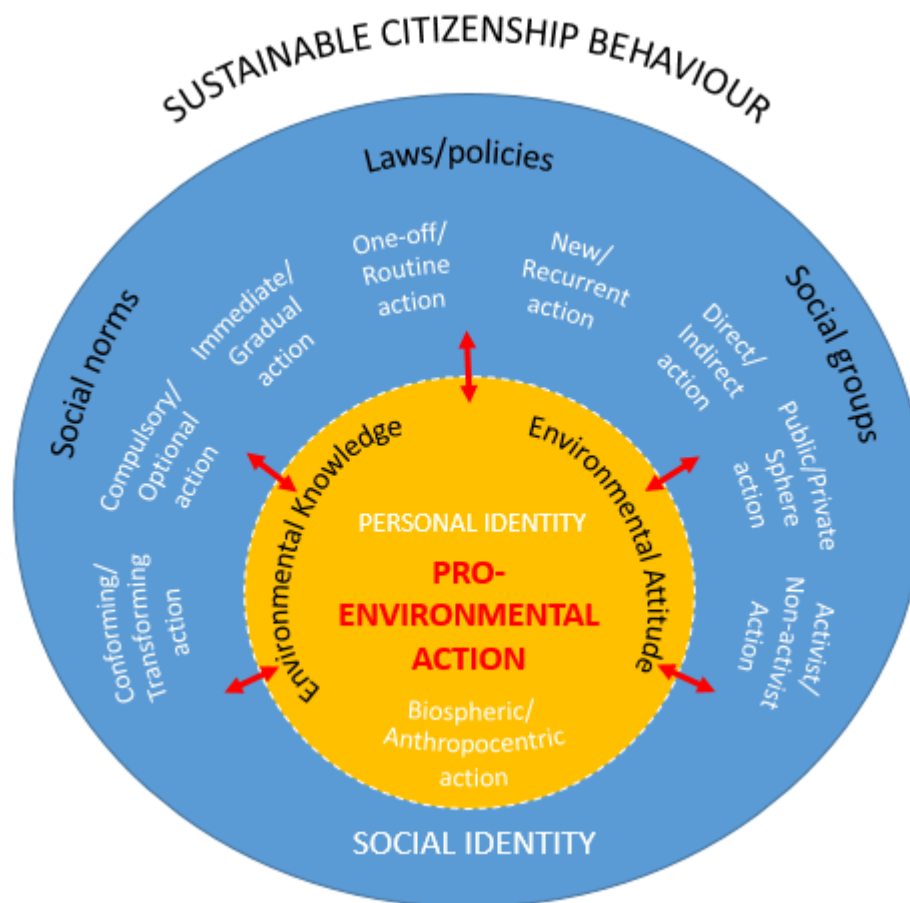 SUSTAINABLE CITIZENSHIP BEHAVIOUR
Laws/policies
Social norms
Social groups
Conforming/
Transforming
action
Compulsory/
Optional
action
Immediate/
Gradual
action
One-off/
Routine
action
New/
Recurrent
action
Direct/
Indirect
action
Public/Private
Sphere
action
Activist/
Non-activist
Action
Environmental Knowledge
Environmental Attitude
PERSONAL IDENTITY
PRO-
ENVIRONMENTAL
ACTION
Biospheric/
Anthropocentric
action
SOCIAL IDENTITY